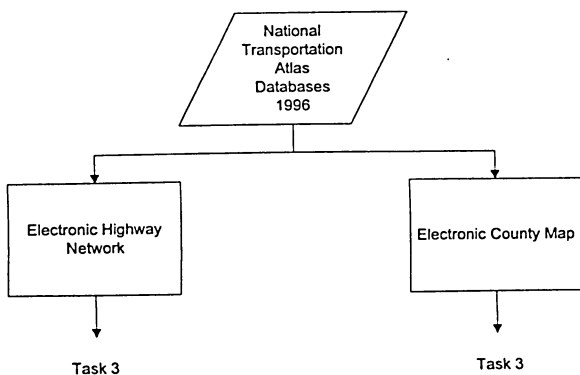 National
Transportation
Atlas
Databases
1996
Electronic Highway
Network
Electronic County Map
Task 3
Task 3